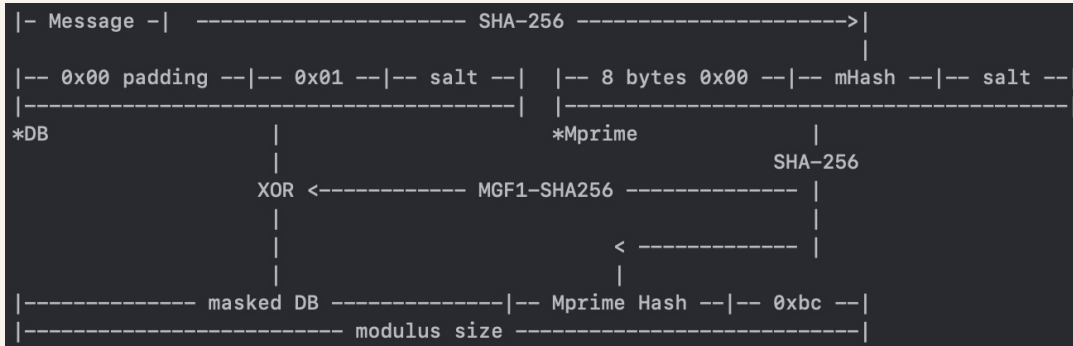 |- Message -| ------------------- SHA-256 ------------------->|
|
|-- 0x00 padding --|-- 0x01 --|-- salt --| |-- 8 bytes 0x00 --|-- mHash --|-- salt --
|-----------------------------------| |------------------------------------|
*DB | *Mprime |
| SHA-256
XOR <------------ MGF1-SHA256 ------------- |
| |
| < ------------- |
| |
|-------------- masked DB --------------|-- Mprime Hash --|-- 0xbc --|
|-------------------------- modulus size ----------------------------|